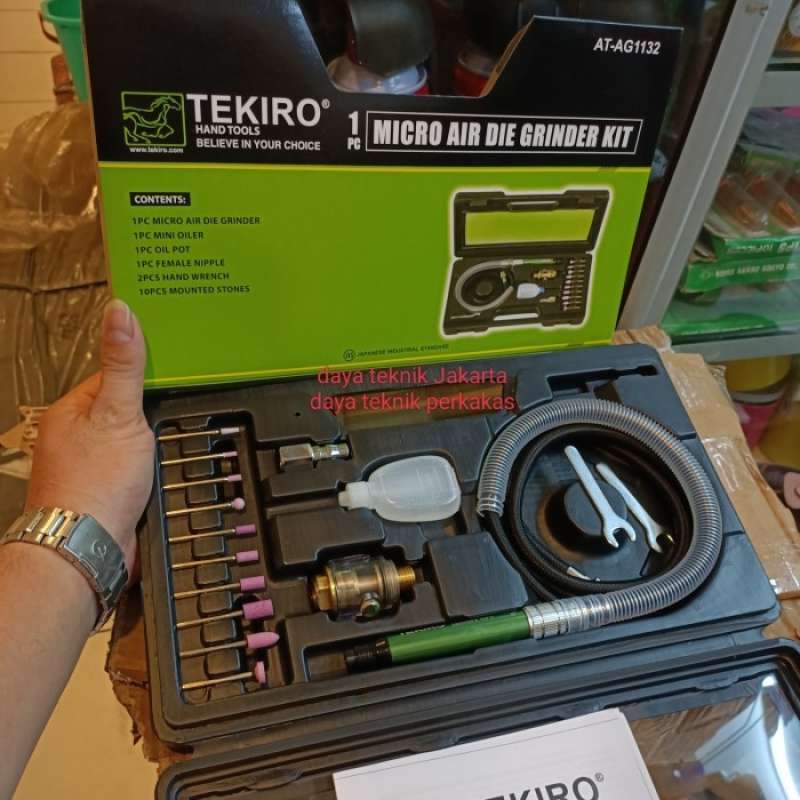 AT-AG1132
TEKIRO®
HAND TOOLS
BELIEVE IN YOUR CHOICE
www.tekiro.com
1
PC
MICRO AIR DIE GRINDER KIT
CONTENTS:
1PC MICRO AIR DIE GRINDER
1PC MINI OILER
1PC OIL POT
1PC FEMALE NIPPLE
2PCS HAND WRENCH
10PCS MOUNTED STONES
JIS JAPANESE INDUSTRIAL STANDARD
daya teknik Jakarta
daya teknik perkakas
TEKIRO®